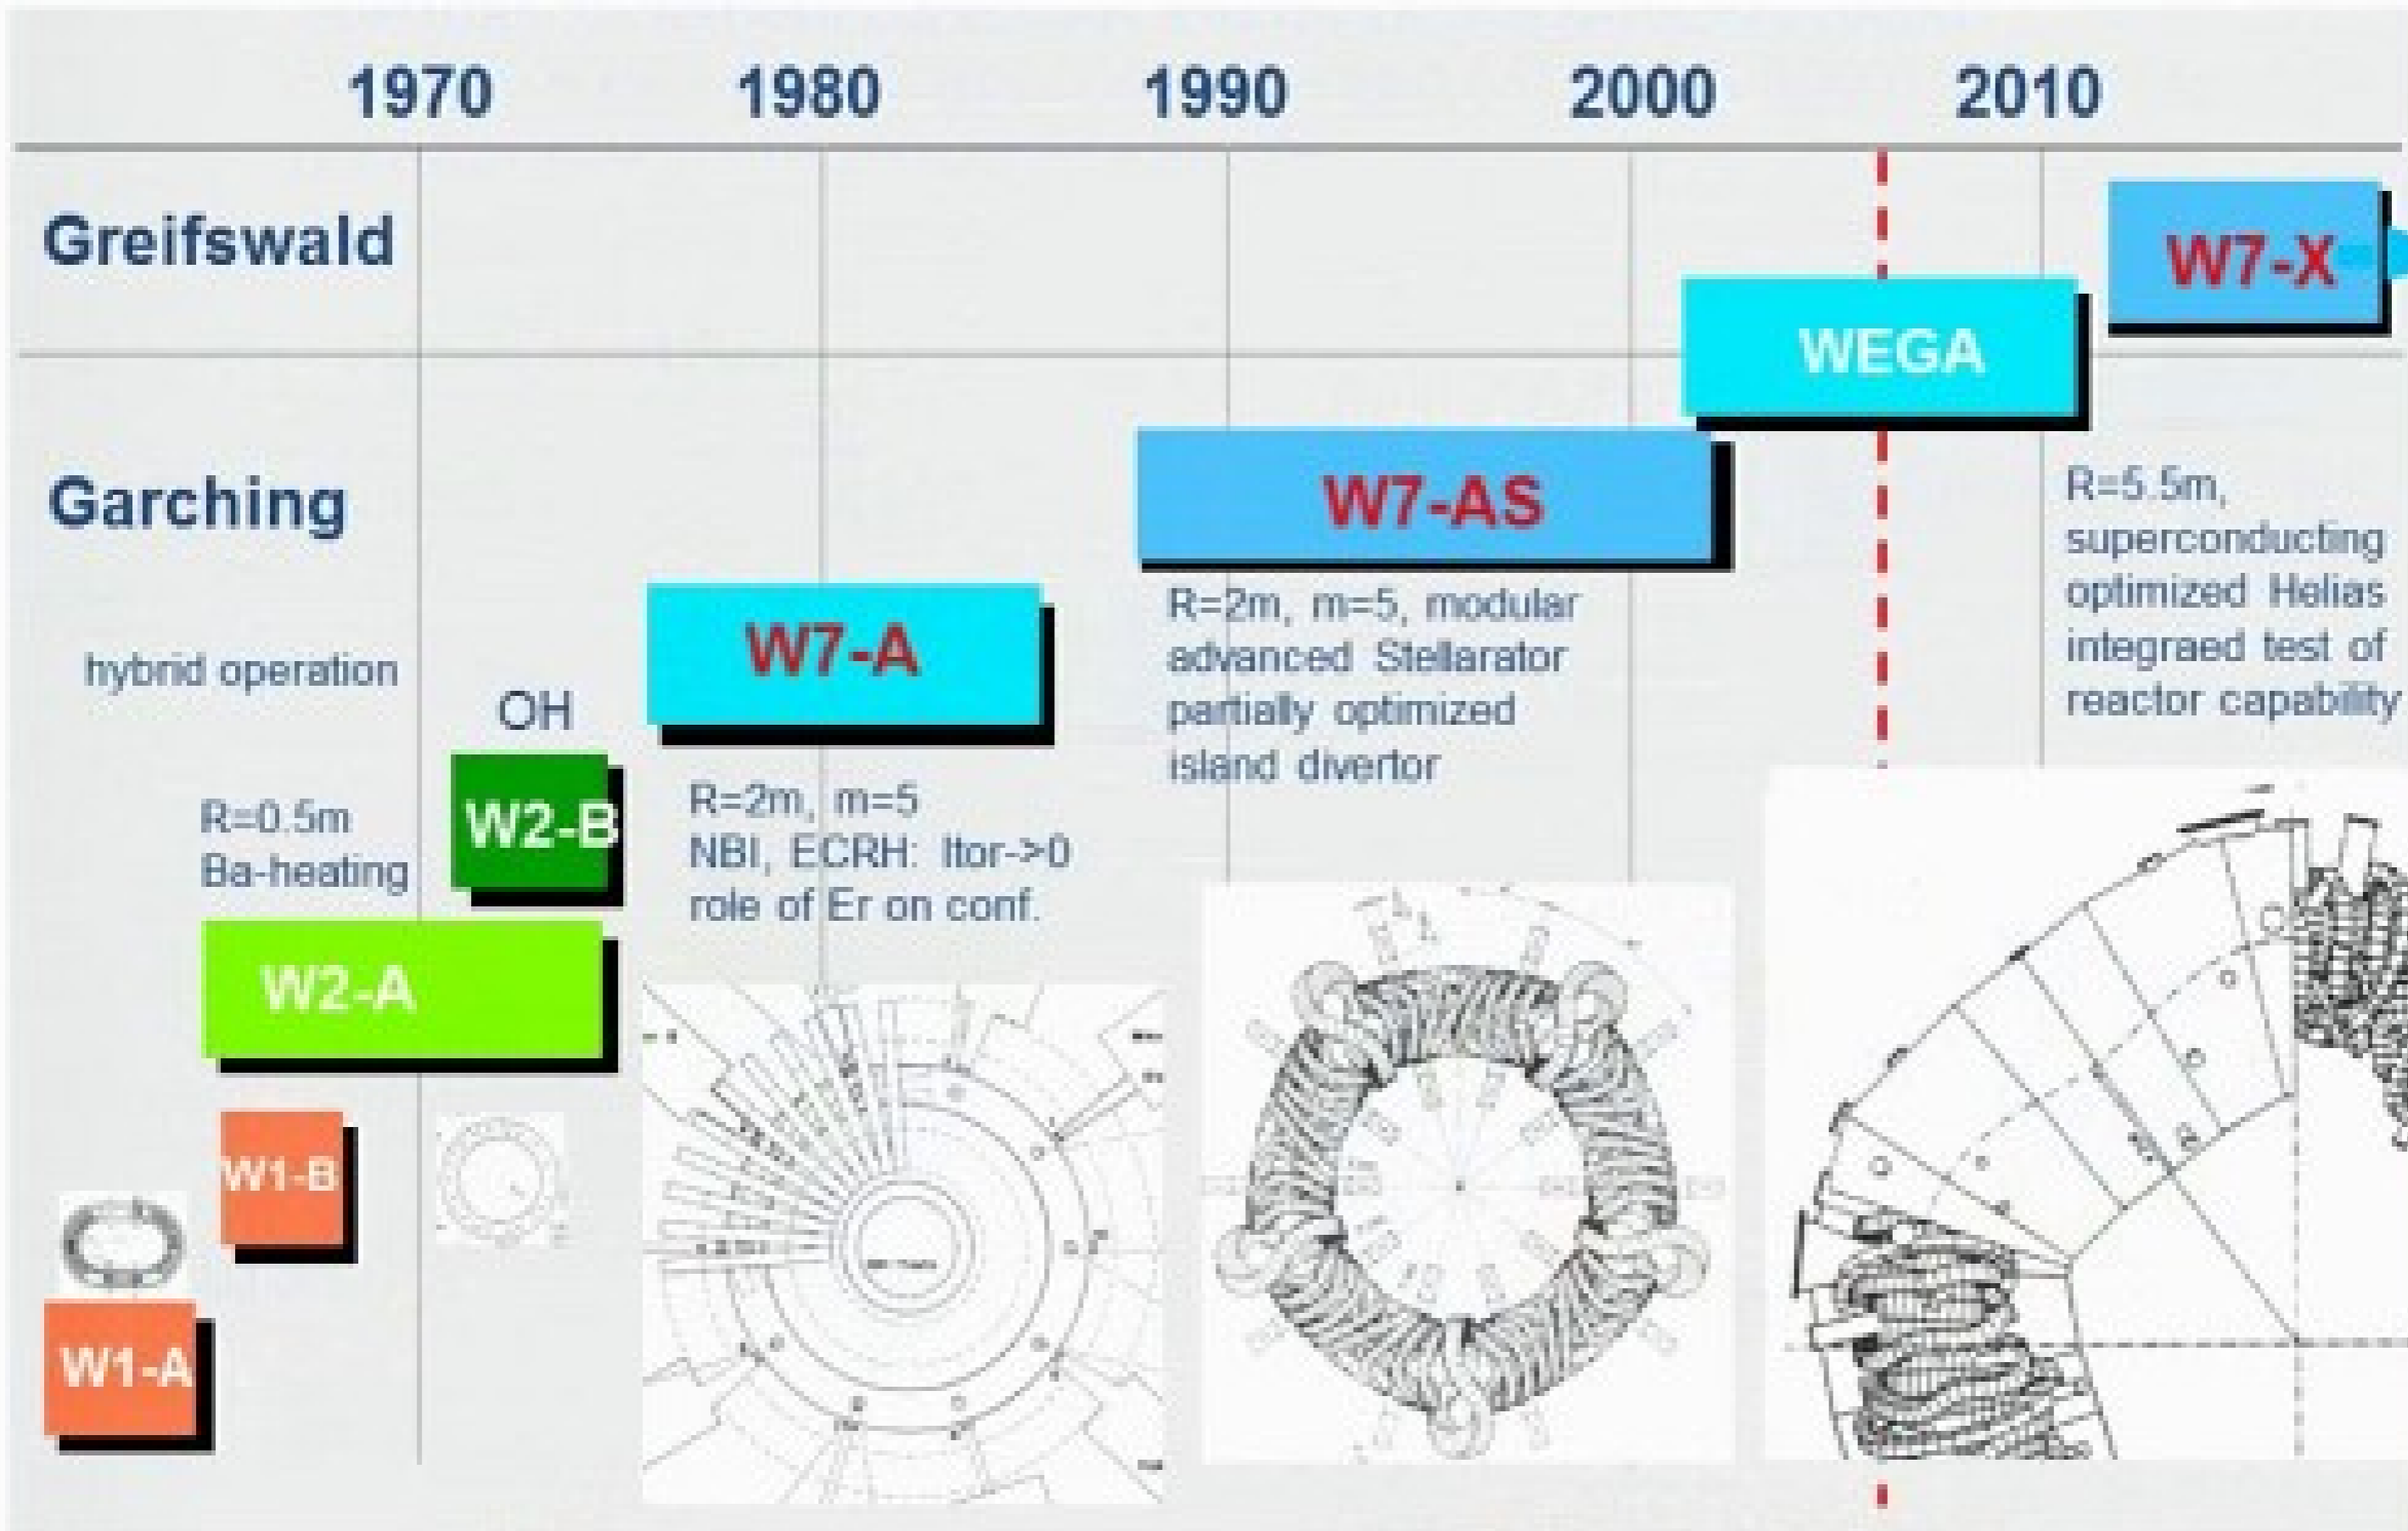 1970 1980 1990 2000 2010
Greifswald
W7-X
WEGA
Garching
W7-AS
R=5.5m,
superconducting
optimized Helias
integraed test of
reactor capability
R=2m, m=5, modular
advanced Stellarator
partially optimized
island divertor
W7-A
hybrid operation
OH
W2-B
R=2m, m=5
NBI, ECRH: Itor->0
role of Er on conf.
R=0.5m
Ba-heating
W2-A
W1-B
W1-A